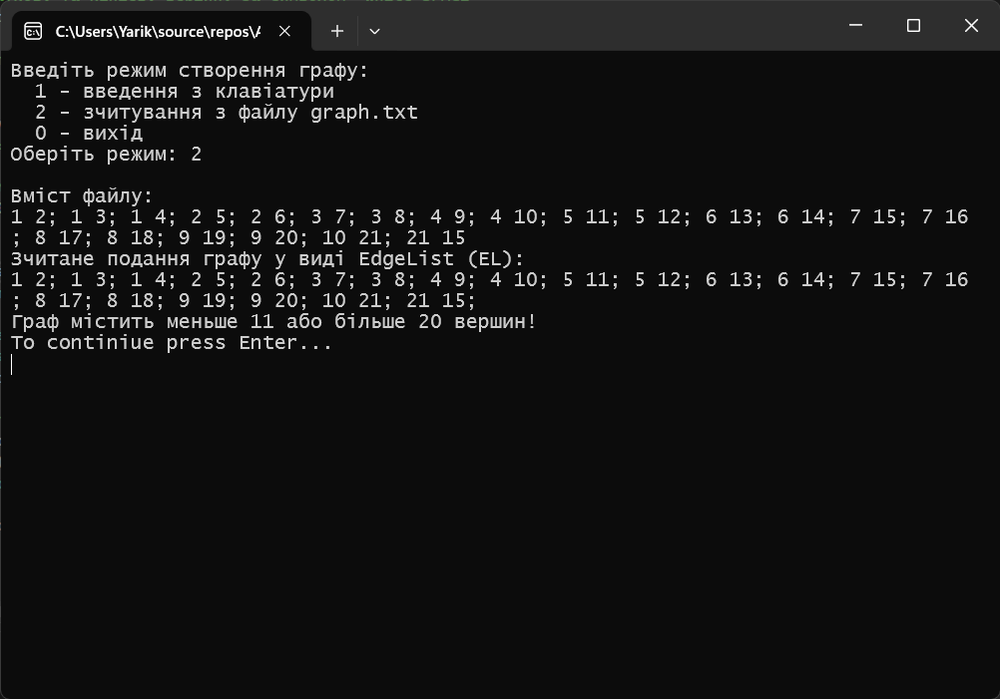 C:\Users\Yarik\source\repos\A
Введіть режим створення графу:
1 - введення з клавіатури
2 - зчитування з файлу graph.txt
0 - вихід
Оберіть режим: 2
Вміст файлу:
1 2; 1 3; 1 4; 2 5; 2 6; 3 7; 3 8; 4 9; 4 10; 5 11; 5 12; 6 13; 6 14; 7 15; 7 16
; 8 17; 8 18; 9 19; 9 20; 10 21; 21 15
Зчитане подання графу у виді EdgeList (EL):
1 2; 1 3; 1 4; 2 5; 2 6; 3 7; 3 8; 4 9; 4 10; 5 11; 5 12; 6 13; 6 14; 7 15; 7 16
; 8 17; 8 18; 9 19; 9 20; 10 21; 21 15;
Граф містить меньше 11 або більше 20 вершин!
To continiue press Enter...